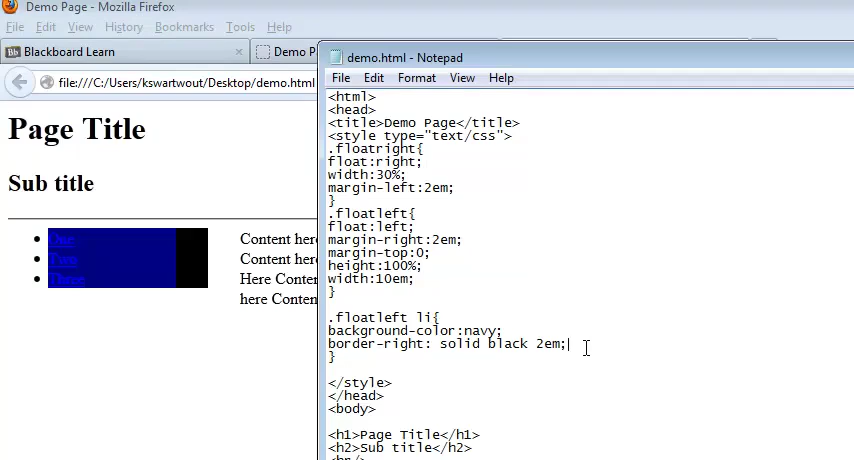 Demo Page - Mozilla Firefox
File Edit View History Bookmarks Tools Help
Bb Blackboard Learn × Demo P
file:///C:/Users/kswartwout/Desktop/demo.html
Page Title
Sub title
One
Two
Three
Content here
Content here
Here Conten
here Conten
demo.html - Notepad
File Edit Format View Help
<html>
<head>
<title>Demo Page</title>
<style type="text/css">
.floatright{
float:right;
width:30%;
margin-left:2em;
}
.floatleft{
float:left;
margin-right:2em;
margin-top:0;
height:100%;
width:10em;
}
.floatleft li{
background-color:navy;
border-right: solid black 2em;
}
</style>
</head>
<body>
<h1>Page Title</h1>
<h2>Sub title</h2>